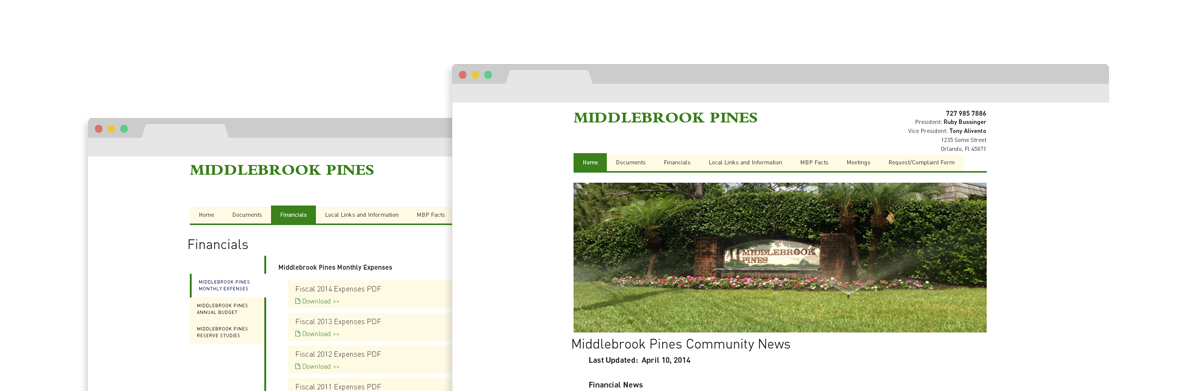 MIDDLEBROOK PINES
Home Documents Financials Local Links and Information MBP Facts
Financials
MIDDLEBROOK PINES
MONTHLY EXPENSES
MIDDLEBROOK PINES
ANNUAL BUDGET
MIDDLEBROOK PINES
RESERVE STUDIES
Middlebrook Pines Monthly Expenses
Fiscal 2014 Expenses PDF
Download >>
Fiscal 2013 Expenses PDF
Download >>
Fiscal 2012 Expenses PDF
Download >>
Fiscal 2011 Expenses PDF
MIDDLEBROOK PINES
727 985 7886
President: Ruby Bussinger
Vice President: Tony Alivento
1235 Some Street
Orlando, Fl 45871
Home Documents Financials Local Links and Information MBP Facts Meetings Request/Complaint Form
MIDDLEBROOK
PINES
Middlebrook Pines Community News
Last Updated: April 10, 2014
Financial News